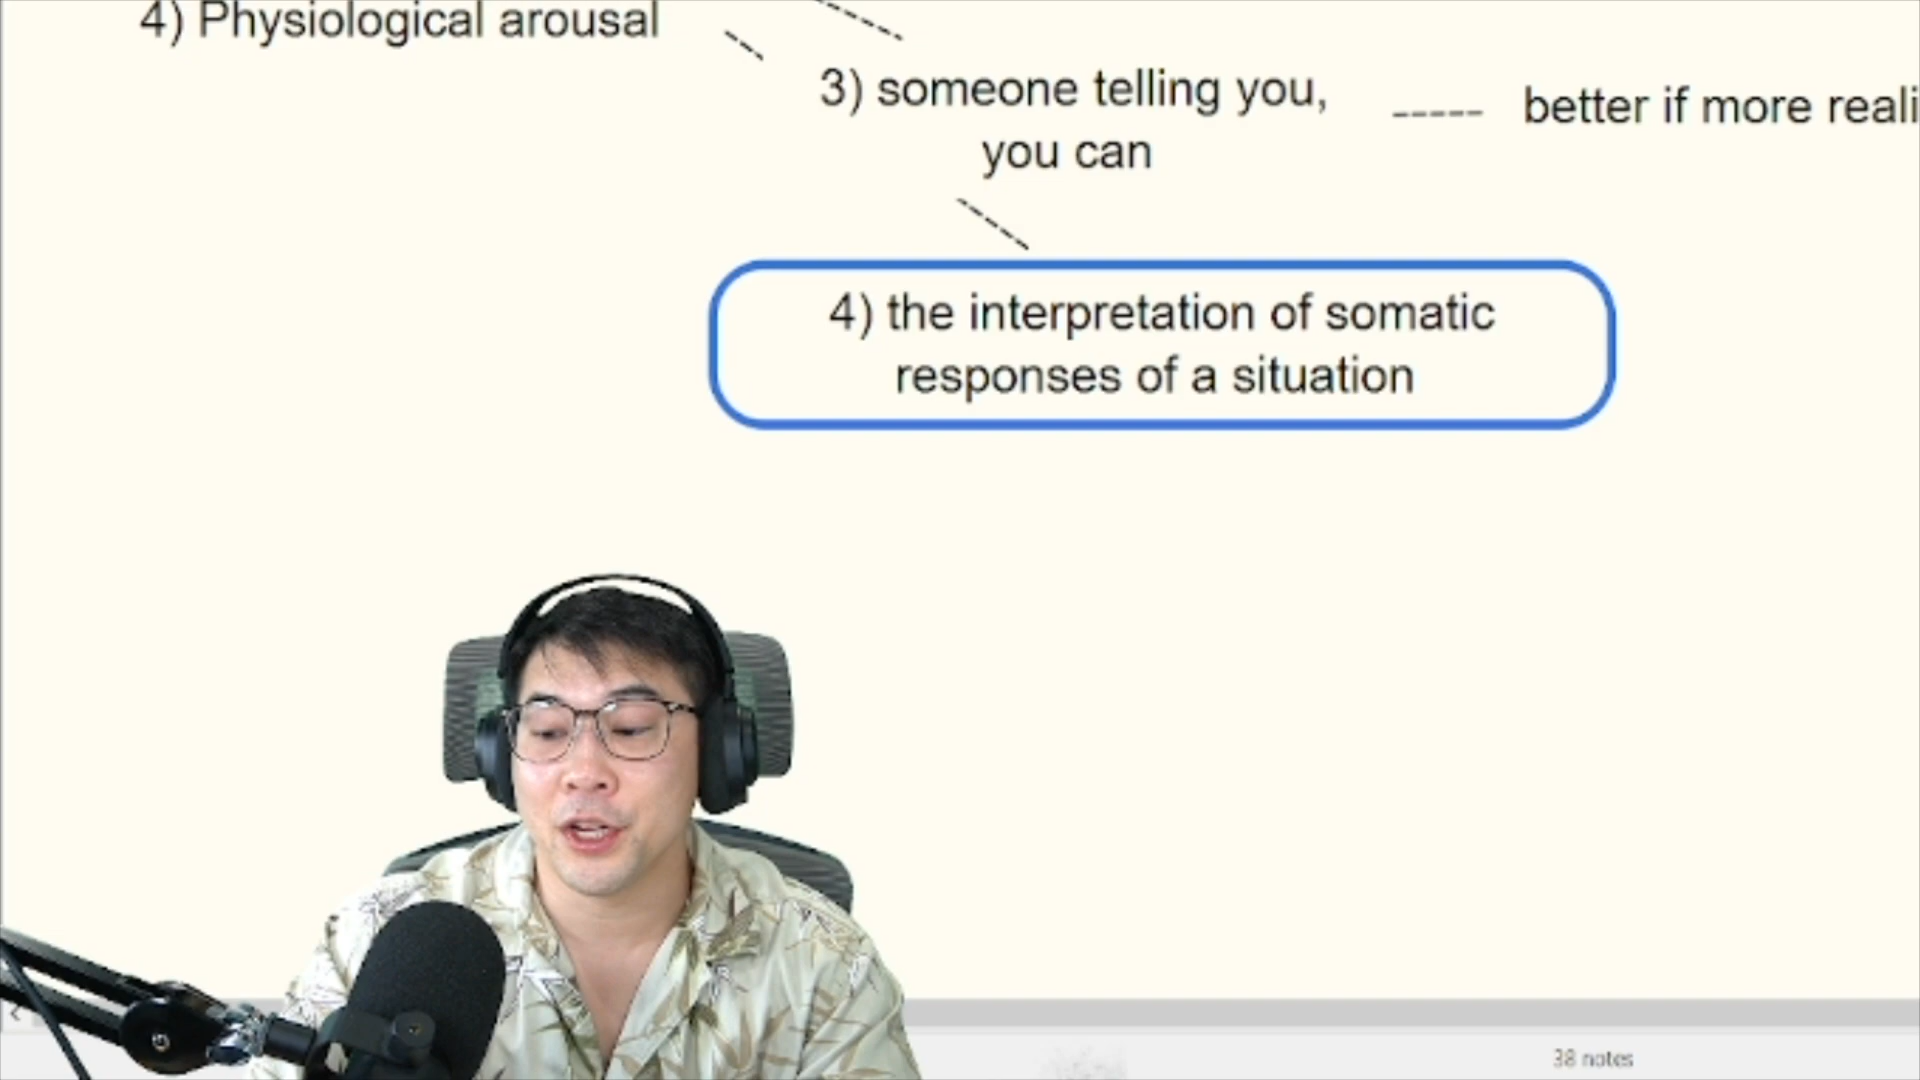 4) Physiological arousal
3) someone telling you,
you can
better if more reali
4) the interpretation of somatic
responses of a situation
38 notes